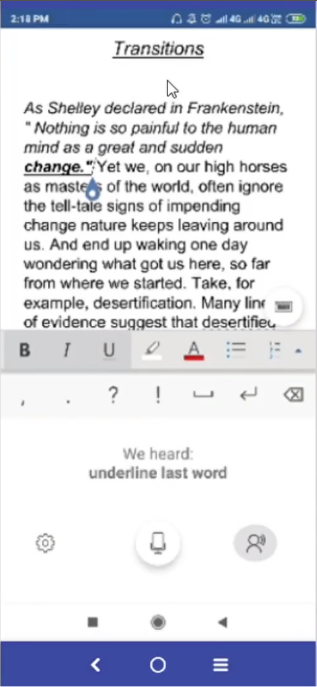 2:18 PM 4G 4G
Transitions
As Shelley declared in Frankenstein,
" Nothing is so painful to the human
mind as a great and sudden
change." Yet we, on our high horses
as masters of the world, often ignore
the tell-tale signs of impending
change nature keeps leaving around
us. And end up waking one day
wondering what got us here, so far
from where we started. Take, for
example, desertification. Many line
of evidence suggest that desertified
B I U A
, . ? !
We heard:
underline last word